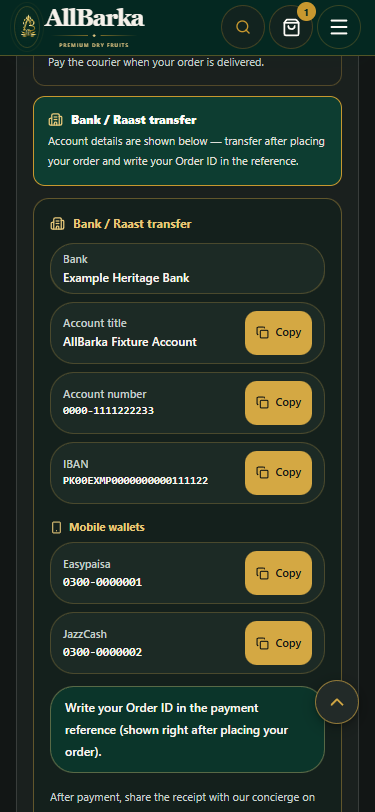 AllBarka
PREMIUM DRY FRUITS
1
Pay the courier when your order is delivered.
Bank / Raast transfer
Account details are shown below — transfer after placing
your order and write your Order ID in the reference.
Bank / Raast transfer
Bank
Example Heritage Bank
Account title
AllBarka Fixture Account
Copy
Account number
0000-1111222233
Copy
IBAN
PK00EXMP0000000000111122
Copy
Mobile wallets
Easypaisa
0300-0000001
Copy
JazzCash
0300-0000002
Copy
Write your Order ID in the payment
reference (shown right after placing your
order).
After payment, share the receipt with our concierge on